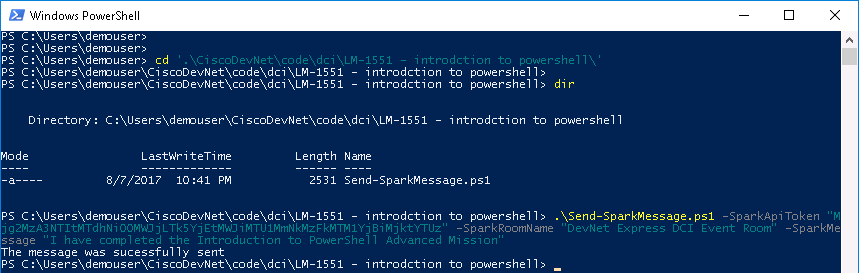 Windows PowerShell
PS C:\Users\demouser>
PS C:\Users\demouser>
PS C:\Users\demouser> cd '.\CiscoDevNet\code\dci\LM-1551 - introdction to powershell\'
PS C:\Users\demouser\CiscoDevNet\code\dci\LM-1551 - introdction to powershell>
PS C:\Users\demouser\CiscoDevNet\code\dci\LM-1551 - introdction to powershell> dir
Directory: C:\Users\demouser\CiscoDevNet\code\dci\LM-1551 - introdction to powershell
Mode LastWriteTime Length Name
---- ------------- ------ ----
-a---- 8/7/2017 10:41 PM 2531 Send-SparkMessage.ps1
PS C:\Users\demouser\CiscoDevNet\code\dci\LM-1551 - introdction to powershell> .\Send-SparkMessage.ps1 -SparkApiToken "M
-SparkRoomName "DevNet Express DCI Event Room" -SparkMe
ssage "I have completed the Introduction to PowerShell Advanced Mission"
The message was sucessfully sent
PS C:\Users\demouser\CiscoDevNet\code\dci\LM-1551 - introdction to powershell>